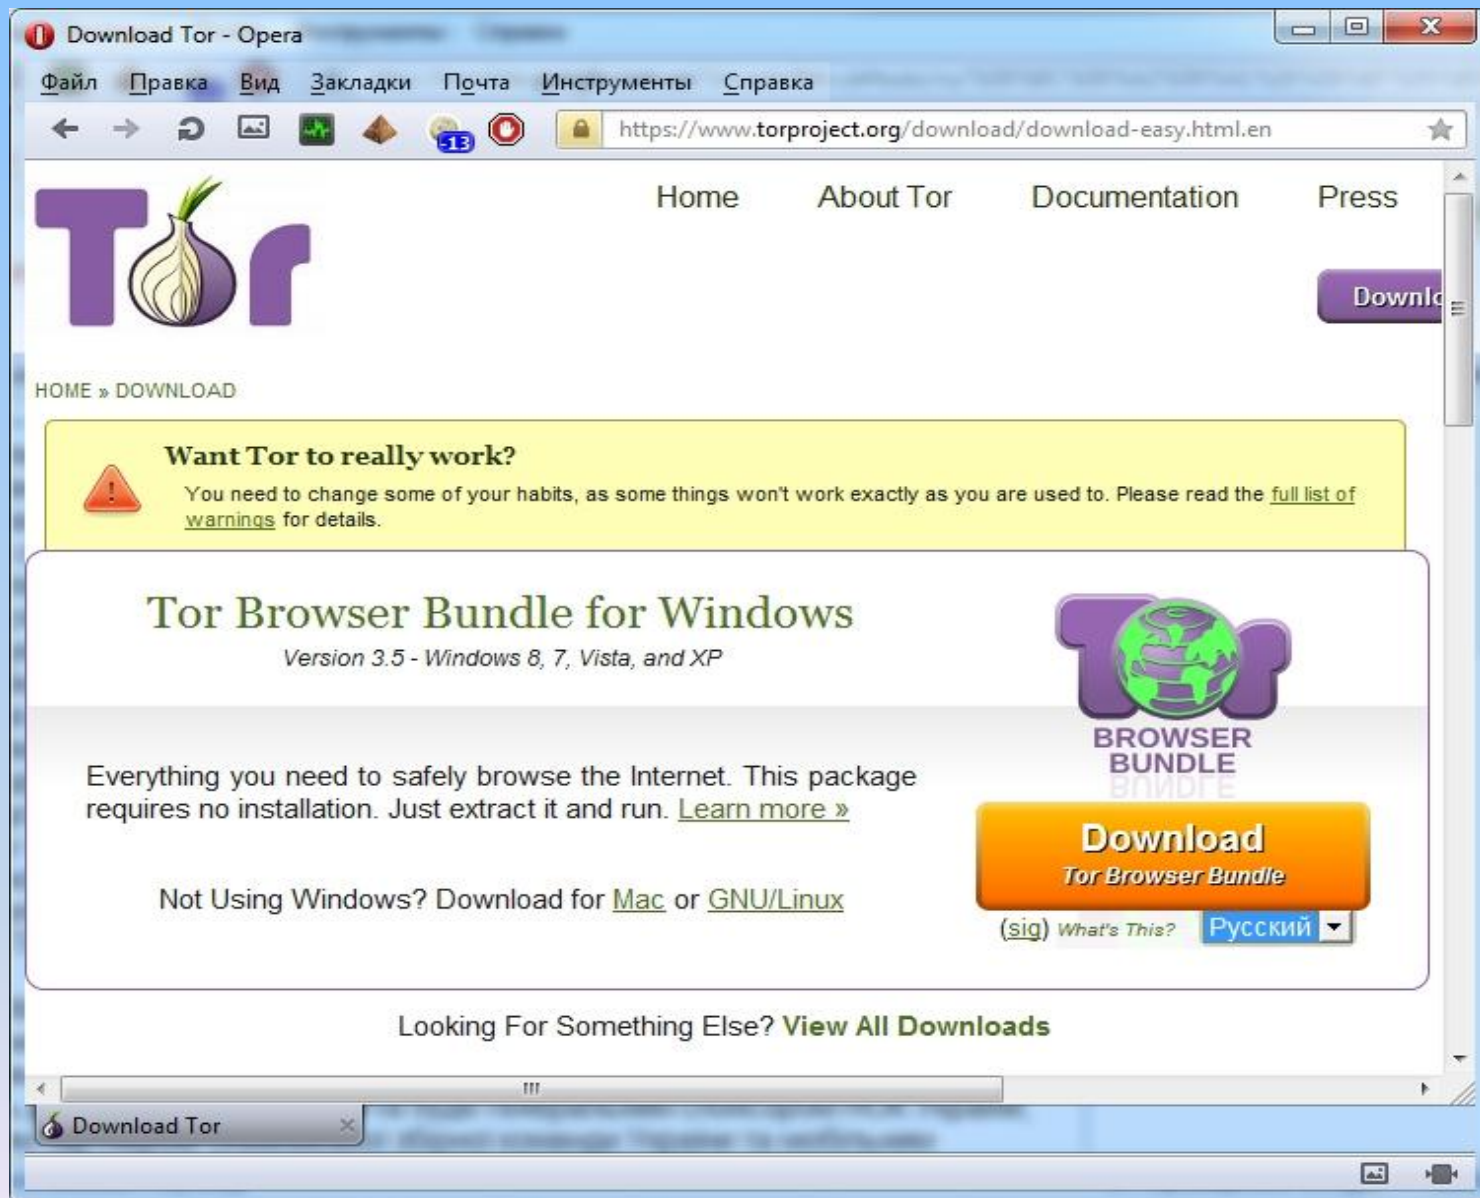 Download Tor - Opera
Файл Правка Вид Закладки Почта Инструменты Справка
-13 https://www.torproject.org/download/download-easy.html.en
Tor
Home About Tor Documentation Press
HOME » DOWNLOAD
Want Tor to really work?
You need to change some of your habits, as some things won't work exactly as you are used to. Please read the full list of
warnings for details.
Tor Browser Bundle for Windows
Version 3.5 - Windows 8, 7, Vista, and XP
Tor
BROWSER
BUNDLE
Everything you need to safely browse the Internet. This package
requires no installation. Just extract it and run. Learn more »
Download
Tor Browser Bundle
Not Using Windows? Download for Mac or GNU/Linux
(sig) What's This? Русский
Looking For Something Else? View All Downloads
Download Tor